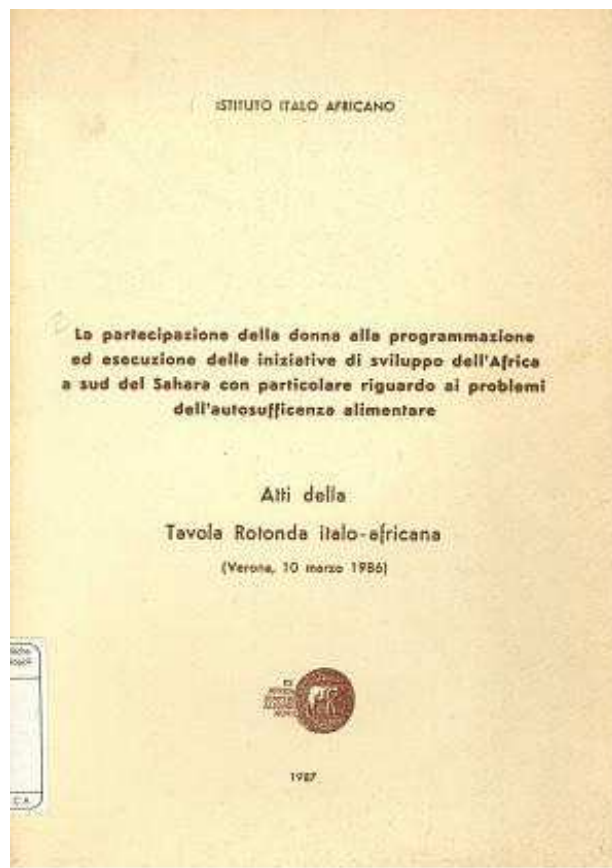 ISTITUTO ITALO AFRICANO
La partecipazione della donna alla programmazione
ed esecuzione delle iniziative di sviluppo dell'Africa
a sud del Sahara con particolare riguardo ai problemi
dell'autosufficenza alimentare
Atti della
Tavola Rotonda italo-africana
(Verona, 10 marzo 1986)
1987
C.A.